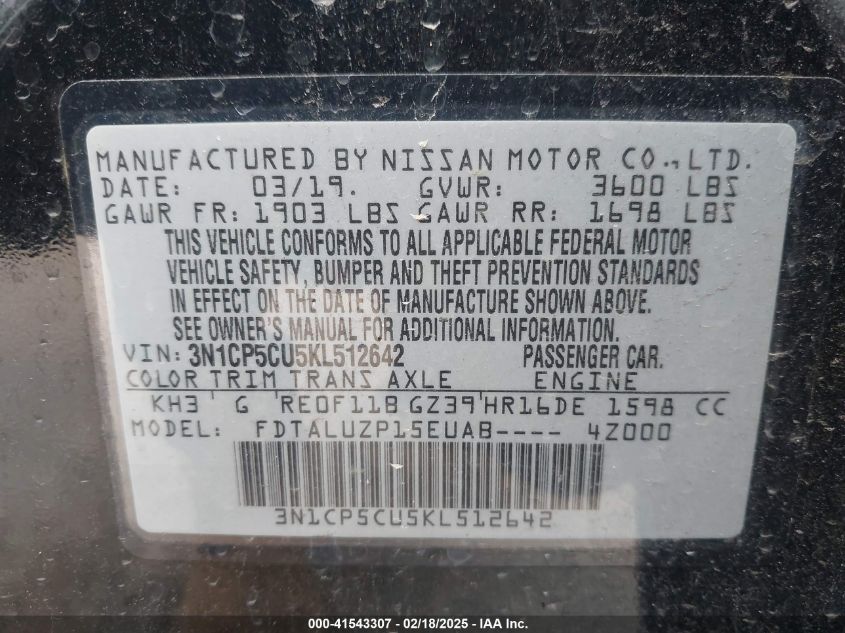 MANUFACTURED BY NISSAN MOTOR CO., LTD.
DATE: 03/19. GVWR: 3600 LBS
GAWR FR: 1903 LBS GAWR RR: 1698 LBS
THIS VEHICLE CONFORMS TO ALL APPLICABLE FEDERAL MOTOR
VEHICLE SAFETY, BUMPER AND THEFT PREVENTION STANDARDS
IN EFFECT ON THE DATE OF MANUFACTURE SHOWN ABOVE.
SEE OWNER'S MANUAL FOR ADDITIONAL INFORMATION
VIN: 3N1CP5CU5KL512642 PASSENGER CAR.
COLOR TRIM TRANS AXLE ENGINE
KH3 G RE0F11B GZ39 HR16DE 1598 CC
MODEL: FDTALUZP15EUAB---- 4Z000
3N1CP5CU5KL512642
000-41543307 - 02/18/2025 - IAA Inc.